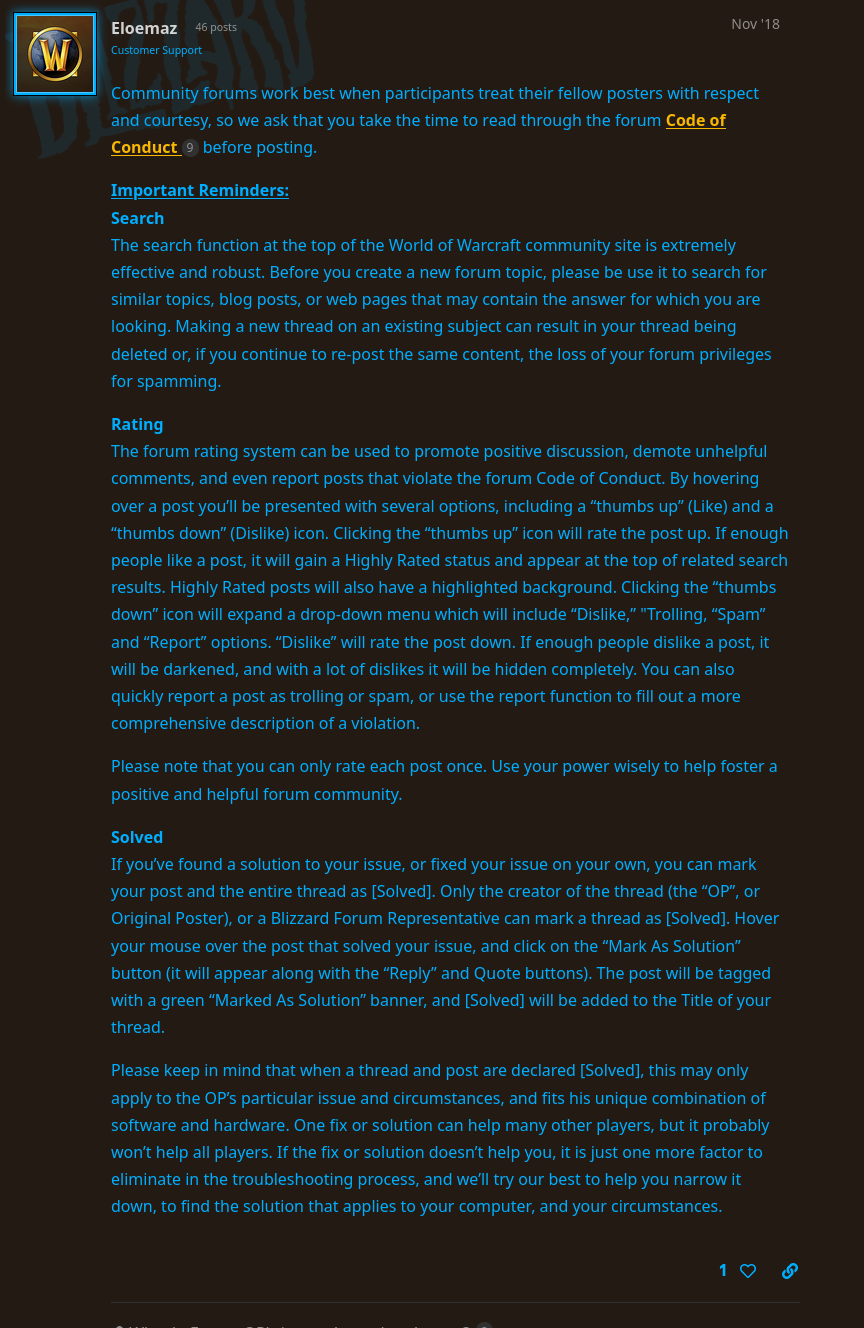 Eloemaz 46 posts Nov '18
Customer Support
BLIZZARD
Community forums work best when participants treat their fellow posters with respect
and courtesy, so we ask that you take the time to read through the forum Code of
Conduct 9 before posting.
Important Reminders:
Search
The search function at the top of the World of Warcraft community site is extremely
effective and robust. Before you create a new forum topic, please be use it to search for
similar topics, blog posts, or web pages that may contain the answer for which you are
looking. Making a new thread on an existing subject can result in your thread being
deleted or, if you continue to re-post the same content, the loss of your forum privileges
for spamming.
Rating
The forum rating system can be used to promote positive discussion, demote unhelpful
comments, and even report posts that violate the forum Code of Conduct. By hovering
over a post you’ll be presented with several options, including a “thumbs up” (Like) and a
“thumbs down” (Dislike) icon. Clicking the “thumbs up” icon will rate the post up. If enough
people like a post, it will gain a Highly Rated status and appear at the top of related search
results. Highly Rated posts will also have a highlighted background. Clicking the “thumbs
down” icon will expand a drop-down menu which will include “Dislike,” "Trolling, “Spam”
and “Report” options. “Dislike” will rate the post down. If enough people dislike a post, it
will be darkened, and with a lot of dislikes it will be hidden completely. You can also
quickly report a post as trolling or spam, or use the report function to fill out a more
comprehensive description of a violation.
Please note that you can only rate each post once. Use your power wisely to help foster a
positive and helpful forum community.
Solved
If you’ve found a solution to your issue, or fixed your issue on your own, you can mark
your post and the entire thread as [Solved]. Only the creator of the thread (the “OP”, or
Original Poster), or a Blizzard Forum Representative can mark a thread as [Solved]. Hover
your mouse over the post that solved your issue, and click on the “Mark As Solution”
button (it will appear along with the “Reply” and Quote buttons). The post will be tagged
with a green “Marked As Solution” banner, and [Solved] will be added to the Title of your
thread.
Please keep in mind that when a thread and post are declared [Solved], this may only
apply to the OP’s particular issue and circumstances, and fits his unique combination of
software and hardware. One fix or solution can help many other players, but it probably
won’t help all players. If the fix or solution doesn’t help you, it is just one more factor to
eliminate in the troubleshooting process, and we’ll try our best to help you narrow it
down, to find the solution that applies to your computer, and your circumstances.
1